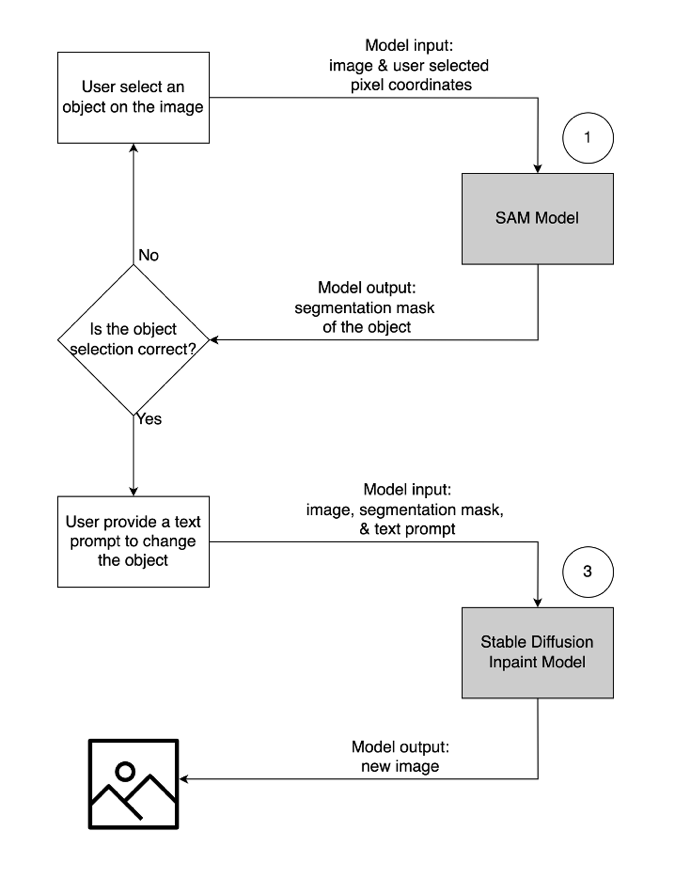 Model input:
image & user selected
pixel coordinates
User select an
object on the image
1
SAM Model
No
Model output:
segmentation mask
of the object
Is the object
selection correct?
Yes
Model input:
image, segmentation mask,
& text prompt
User provide a text
prompt to change
the object
3
Stable Diffusion
Inpaint Model
Model output:
new image